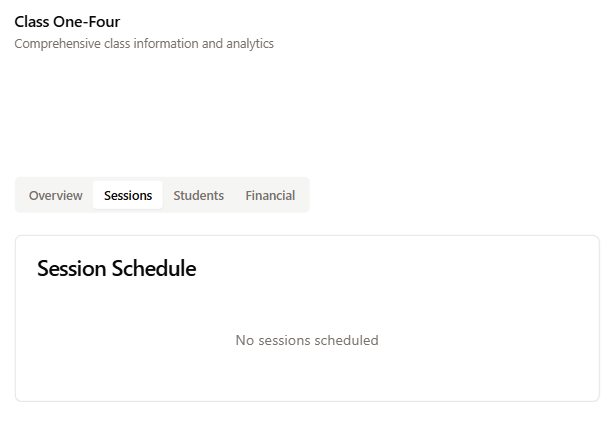 Class One-Four
Comprehensive class information and analytics
Overview Sessions Students Financial
Session Schedule
No sessions scheduled